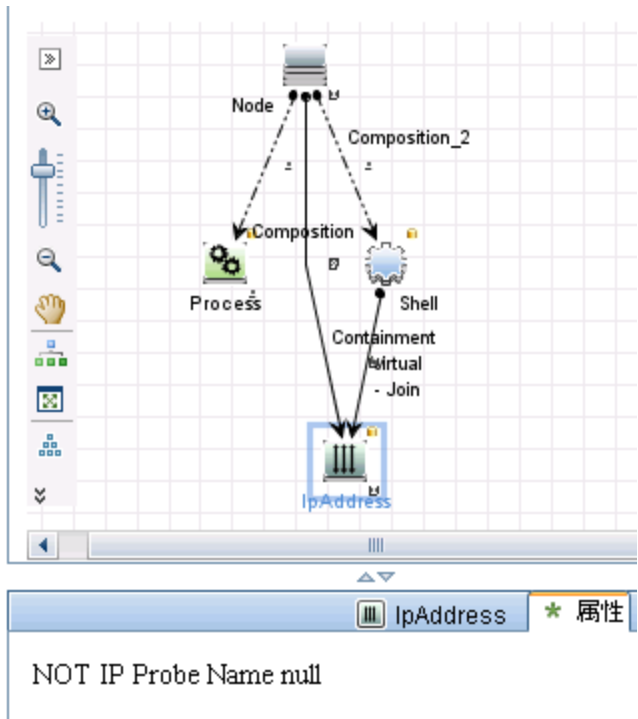 Node
Composition_2
Composition
Process
Shell
Containment
Virtual
- Join
IpAddress
IpAddress
* 属性
NOT IP Probe Name null